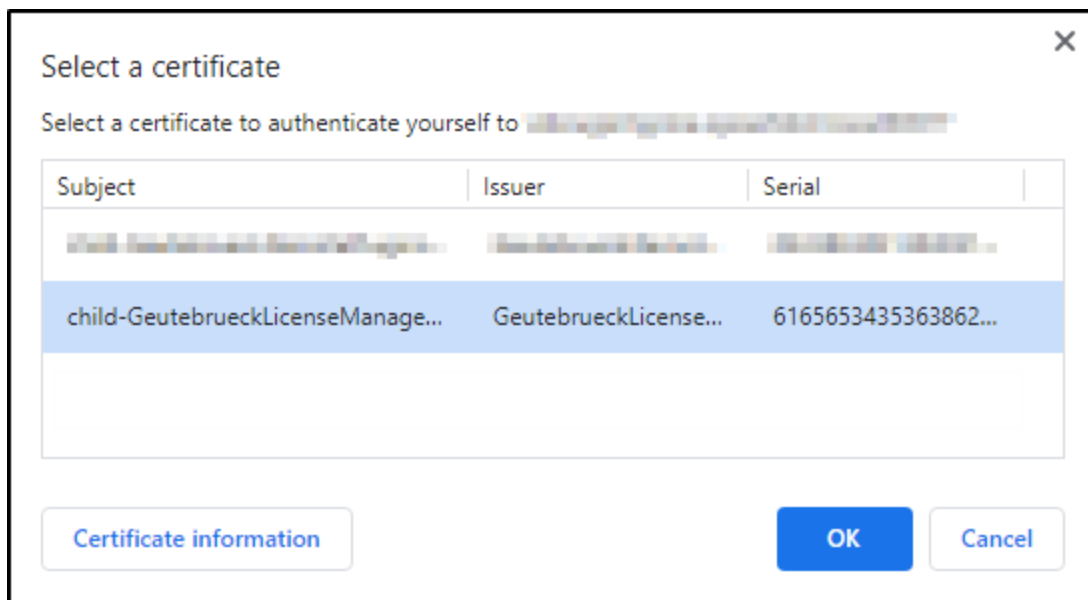 Select a certificate
Select a certificate to authenticate yourself to
Subject Issuer Serial
child-GeutebrueckLicenseManage... GeutebrueckLicense... 6165653435363862...
Certificate information OK Cancel